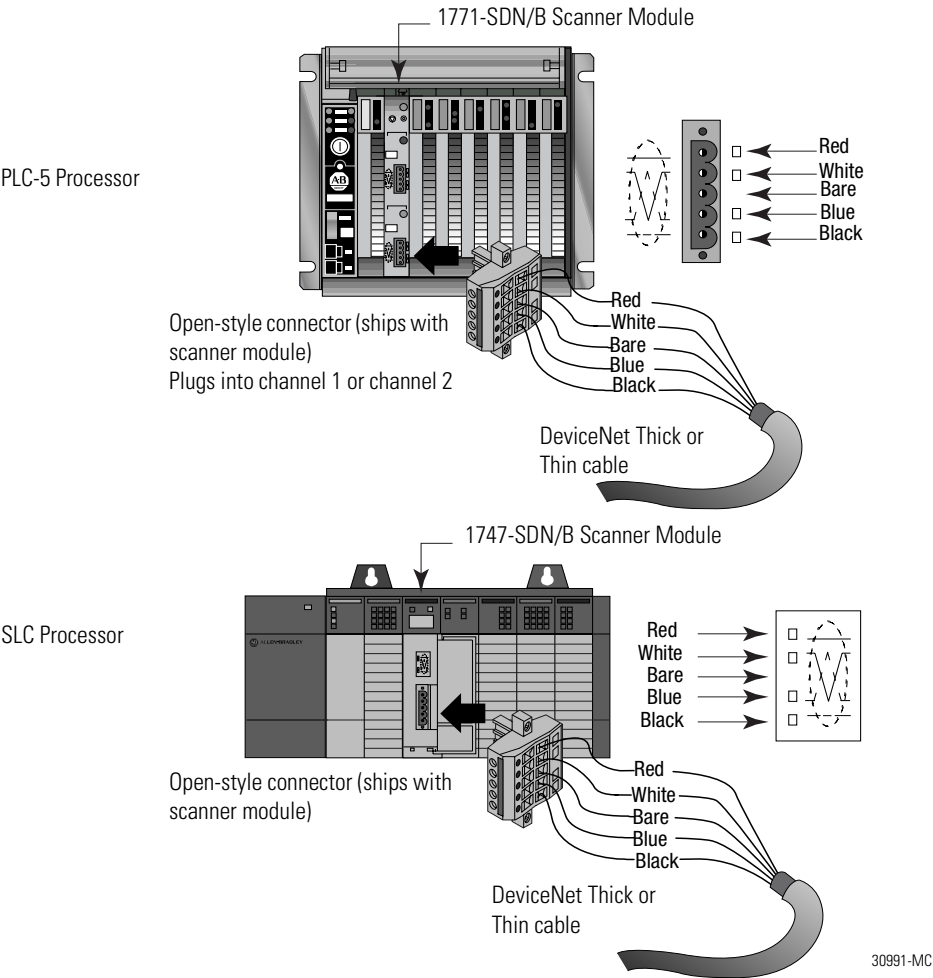 1771-SDN/B Scanner Module
PLC-5 Processor
AB
Red
White
Bare
Blue
Black
Red
White
Bare
Blue
Black
Open-style connector (ships with
scanner module)
Plugs into channel 1 or channel 2
DeviceNet Thick or
Thin cable
1747-SDN/B Scanner Module
SLC Processor
ALLEN-BRADLEY
Red
White
Bare
Blue
Black
Red
White
Bare
Blue
Black
Open-style connector (ships with
scanner module)
DeviceNet Thick or
Thin cable
30991-MC